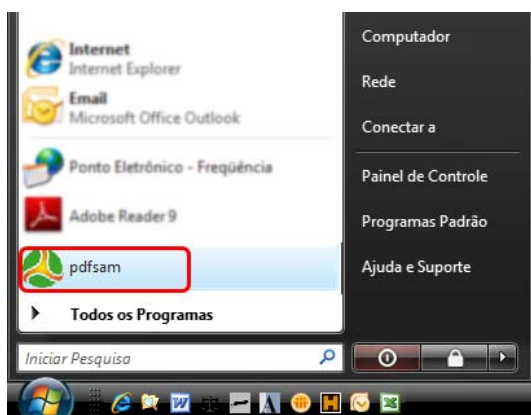 Internet
Internet Explorer
Email
Microsoft Office Outlook
Ponto Eletrônico - Freqüência
Adobe Reader 9
pdfsam
Todos os Programas
Iniciar Pesquisa
Computador
Rede
Conectar a
Painel de Controle
Programas Padrão
Ajuda e Suporte